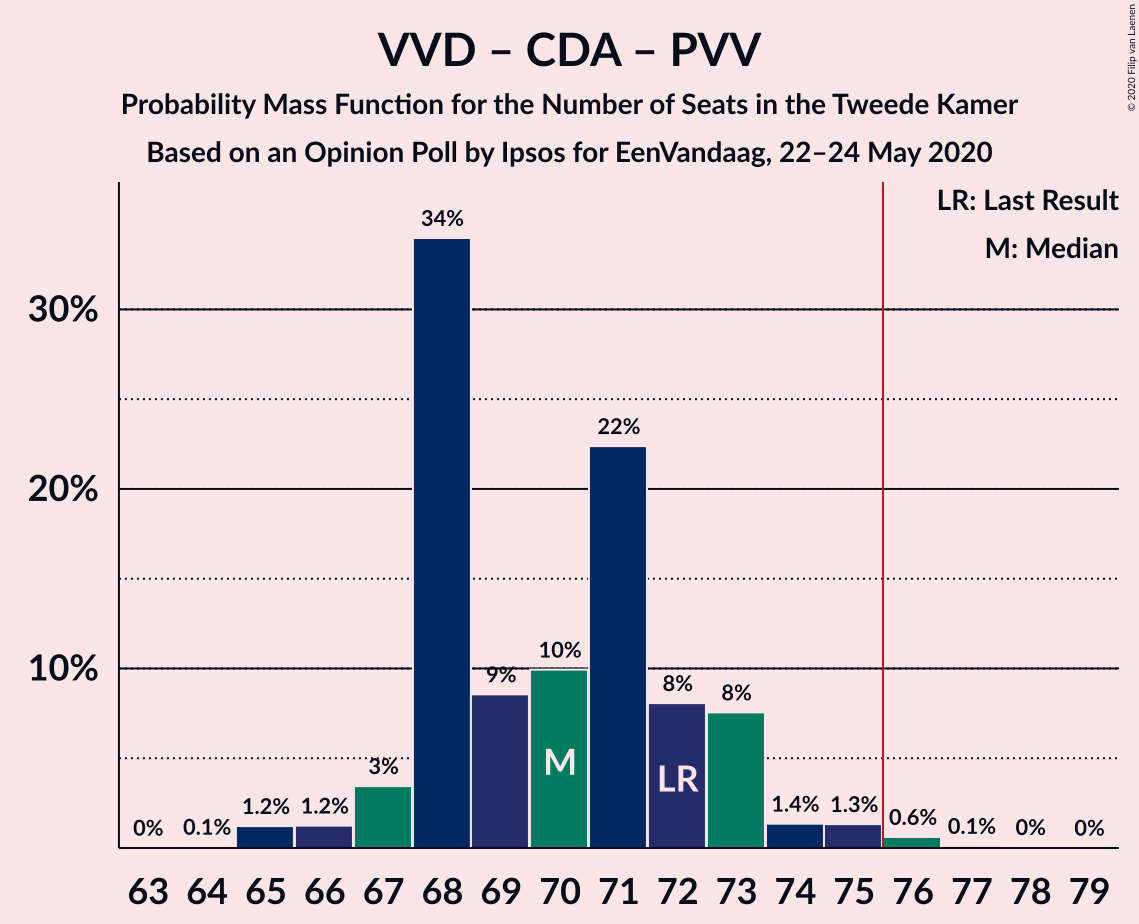 VVD – CDA – PVV
Probability Mass Function for the Number of Seats in the Tweede Kamer
Based on an Opinion Poll by Ipsos for EenVandaag, 22–24 May 2020
© 2020 Filip van Laenen
LR: Last Result
M: Median
34%
30%
22%
20%
10%
10%
9%
8%
8%
M
LR
3%
1.2%
1.2%
1.4%
1.3%
0.6%
0%
0.1%
0.1%
0%
0%
63 64 65 66 67 68 69 70 71 72 73 74 75 76 77 78 79